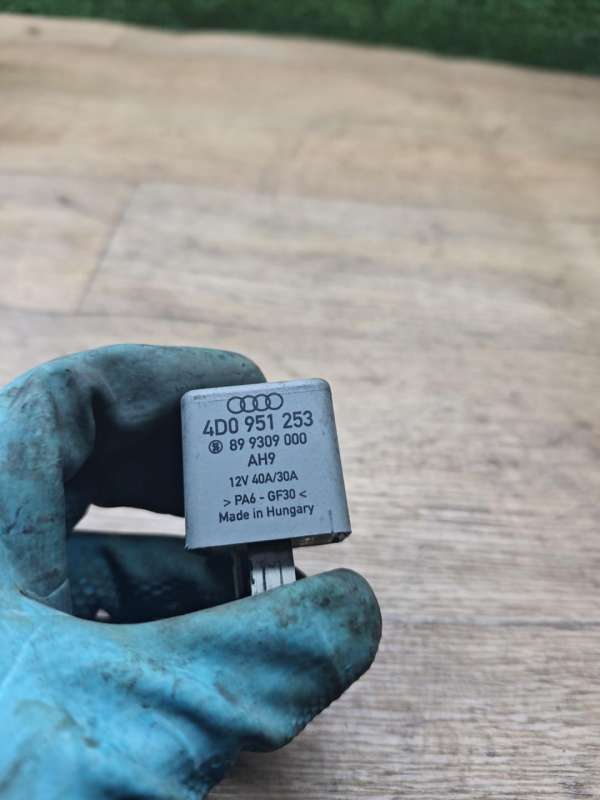 4D0 951 253
89 9309 000
AH9
12V 40A/30A
> PA6 - GF30 <
Made in Hungary